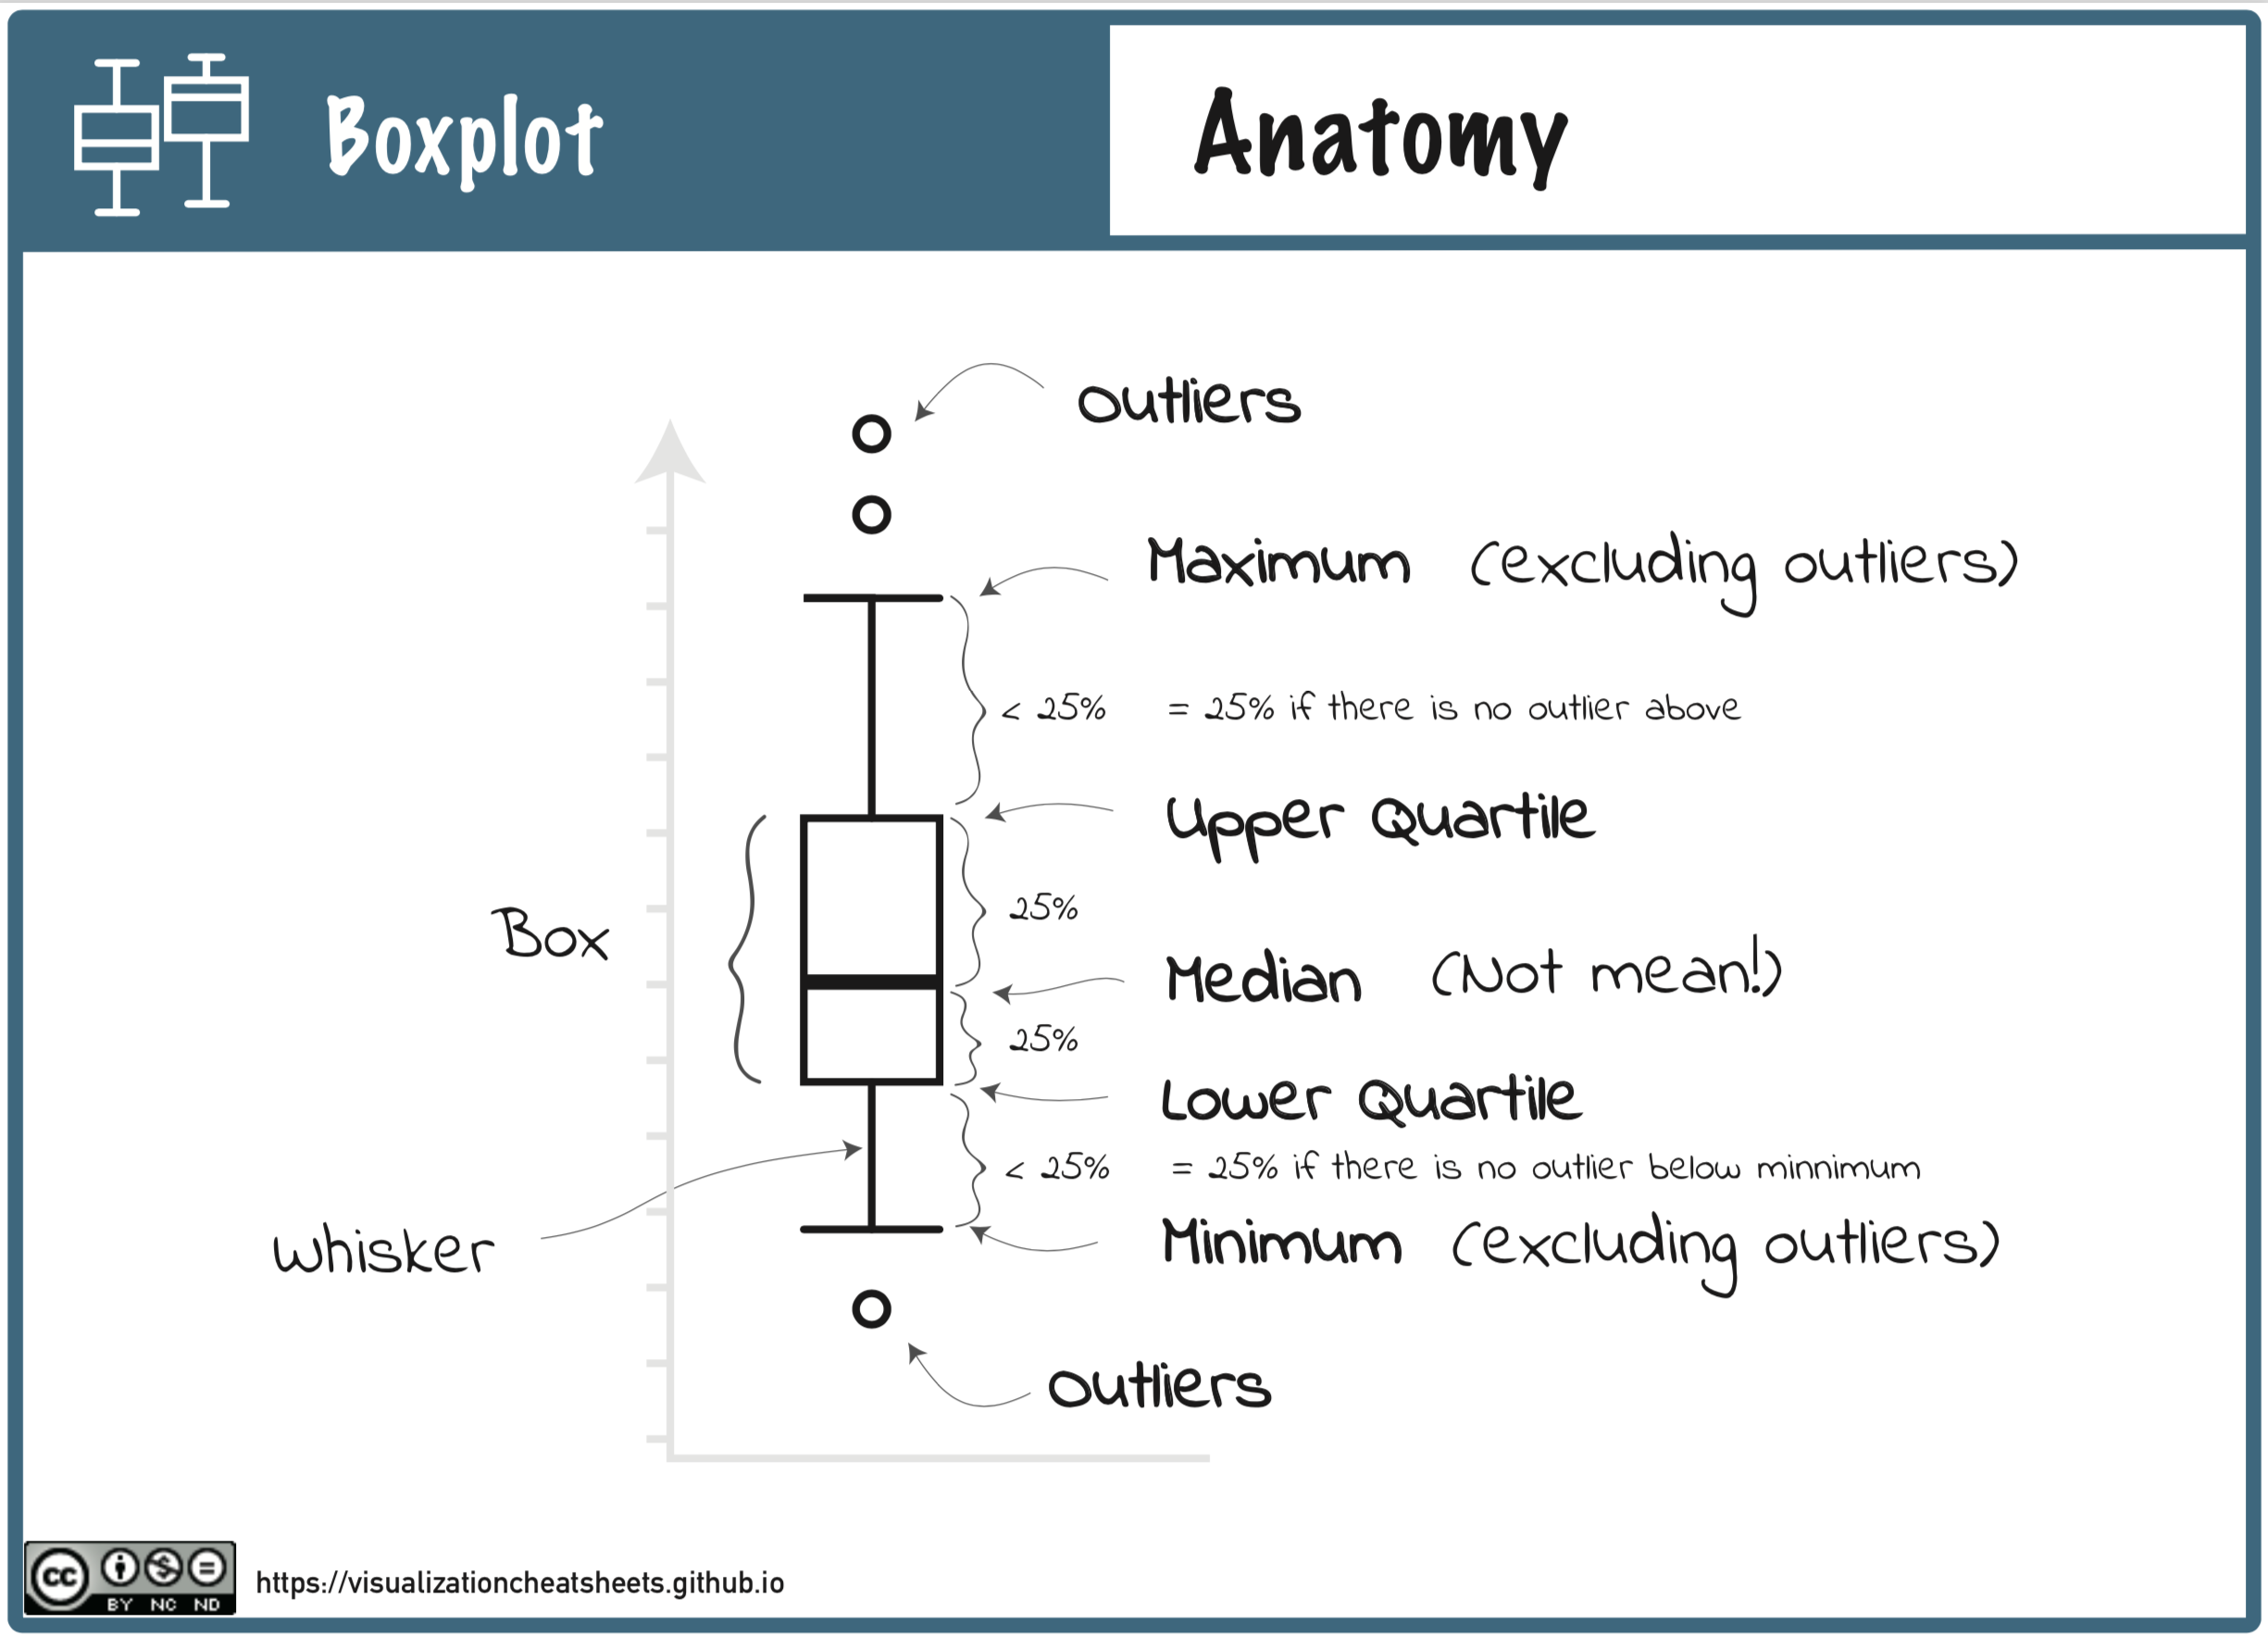 Boxplot
Anatomy
outliers
Maximum (excluding outliers)
< 25% = 25% if there is no outlier above
Upper Quartile
25%
Box
Median (Not mean!)
25%
Lower Quartile
< 25% = 25% if there is no outlier below minnimum
whisker
Minimum (excluding outliers)
outliers
cc BY NC ND
https://visualizationcheatsheets.github.io